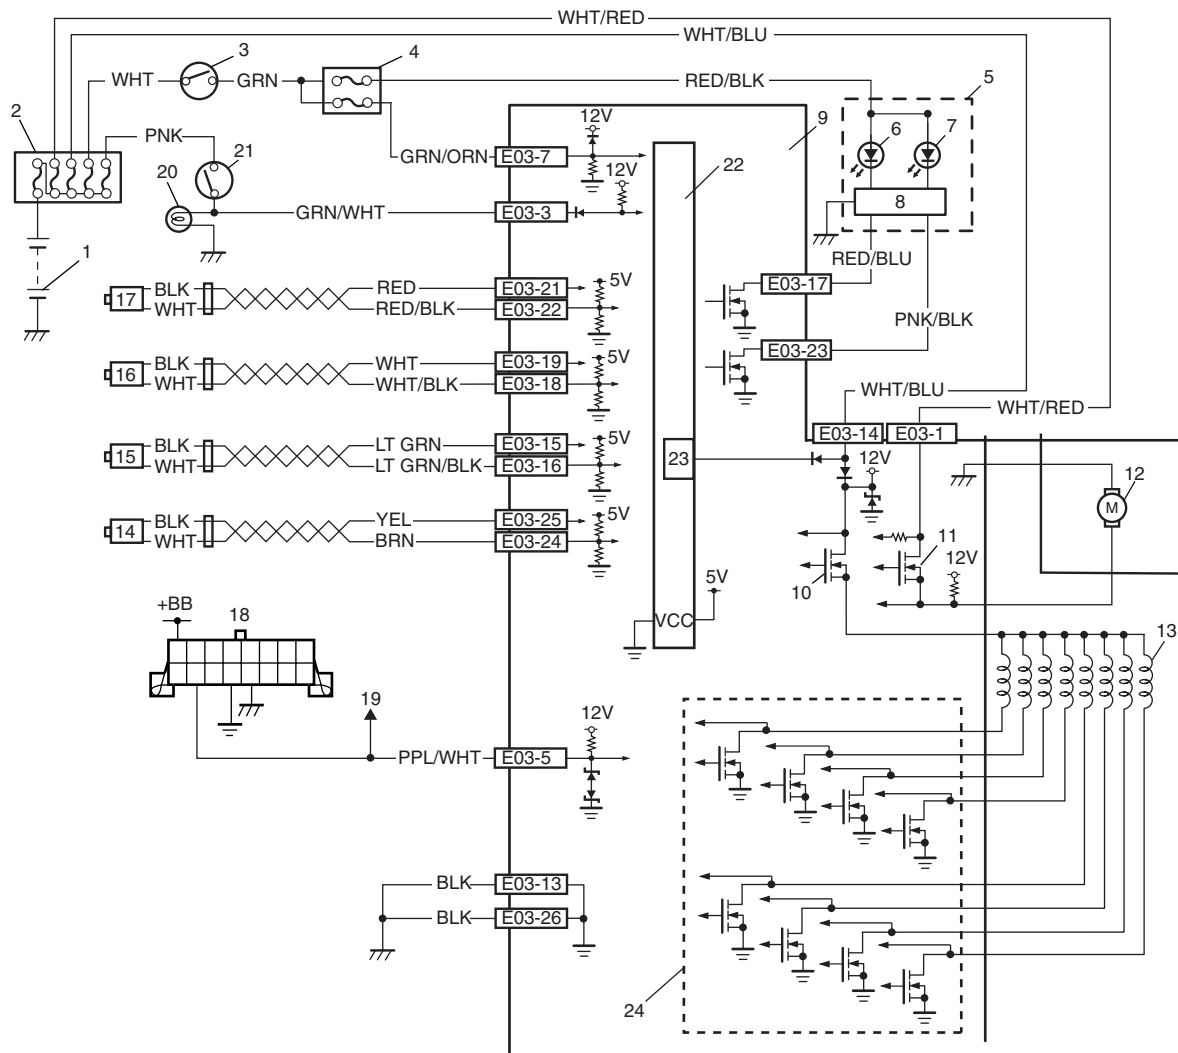 WHT/RED
WHT/BLU
3
4
WHT
GRN
RED/BLK
5
2
PNK
12V
9
6
7
21
GRN/ORN
E03-7
22
20
12V
GRN/WHT
E03-3
8
1
RED/BLU
17
BLK
WHT
RED
RED/BLK
E03-21
E03-22
5V
E03-17
PNK/BLK
16
BLK
WHT
WHT
WHT/BLK
E03-19
E03-18
5V
E03-23
WHT/BLU
WHT/RED
15
BLK
WHT
LT GRN
LT GRN/BLK
E03-15
E03-16
5V
23
E03-14
E03-1
12V
12
M
14
BLK
WHT
YEL
BRN
E03-25
E03-24
5V
11
12V
10
5V
+BB
18
VCC
13
19
12V
PPL/WHT
E03-5
BLK
E03-13
BLK
E03-26
24